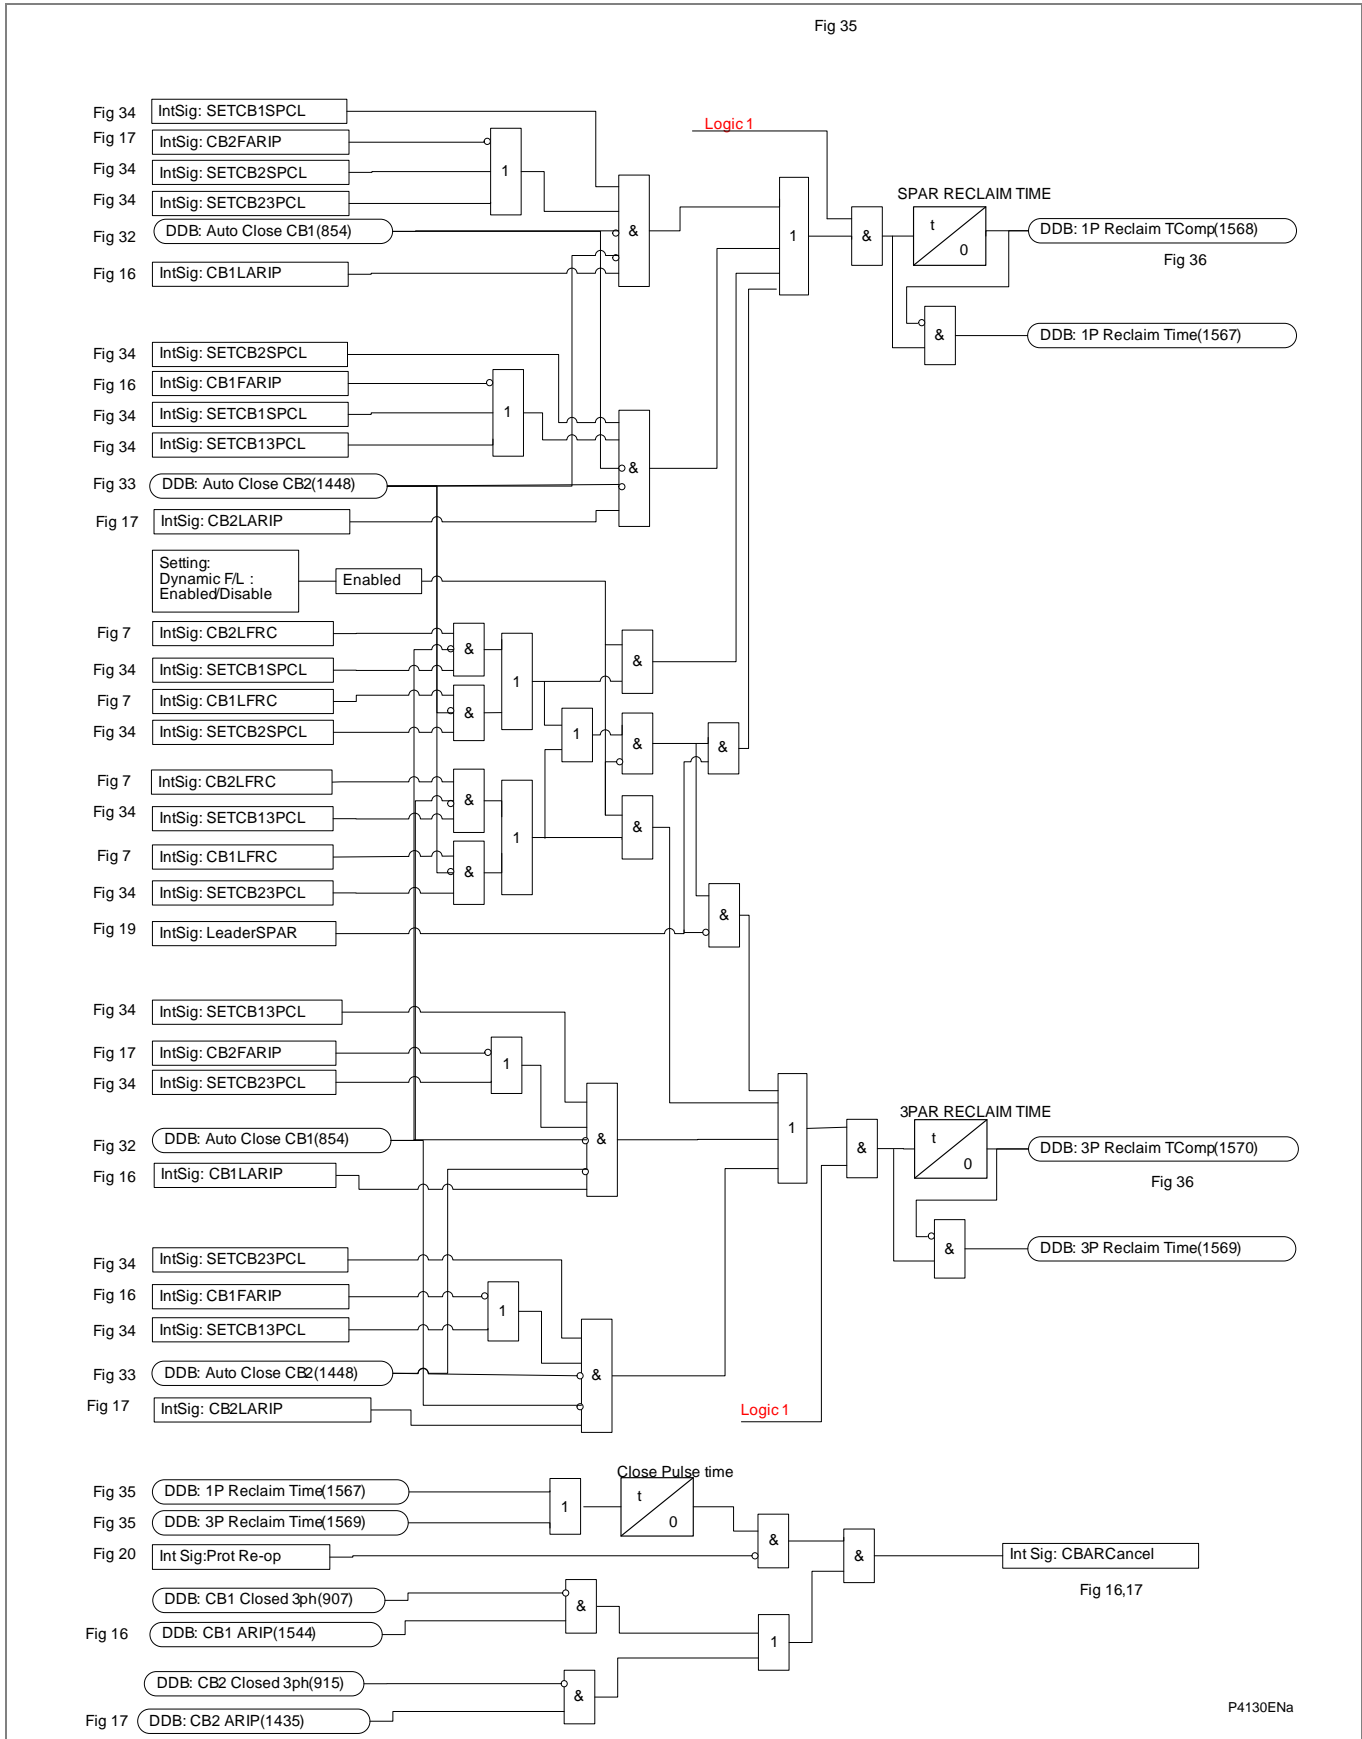 Fig 35
Fig 34 IntSig: SETCB1SPCL
Logic 1
Fig 17 IntSig: CB2FARIP
1
Fig 34 IntSig: SETCB2SPCL
SPAR RECLAIM TIME
Fig 34 IntSig: SETCB23PCL
t
0
DDB: 1P Reclaim TComp(1568)
Fig 32 DDB: Auto Close CB1(854)
&
1
&
Fig 36
Fig 16 IntSig: CB1LARIP
&
DDB: 1P Reclaim Time(1567)
Fig 34 IntSig: SETCB2SPCL
Fig 16 IntSig: CB1FARIP
Fig 34 IntSig: SETCB1SPCL
1
Fig 34 IntSig: SETCB13PCL
&
Fig 33 DDB: Auto Close CB2(1448)
Fig 17 IntSig: CB2LARIP
Setting:
Dynamic F/L :
Enabled/Disable
Enabled
Fig 7 IntSig: CB2LFRC
&
&
Fig 34 IntSig: SETCB1SPCL
1
Fig 7 IntSig: CB1LFRC
&
Fig 34 IntSig: SETCB2SPCL
1
&
&
Fig 7 IntSig: CB2LFRC
&
Fig 34 IntSig: SETCB13PCL
1
&
Fig 7 IntSig: CB1LFRC
&
Fig 34 IntSig: SETCB23PCL
&
Fig 19 IntSig: LeaderSPAR
Fig 34 IntSig: SETCB13PCL
Fig 17 IntSig: CB2FARIP
1
Fig 34 IntSig: SETCB23PCL
3PAR RECLAIM TIME
Fig 32 DDB: Auto Close CB1(854)
&
1
&
t
0
DDB: 3P Reclaim TComp(1570)
Fig 16 IntSig: CB1LARIP
Fig 36
Fig 34 IntSig: SETCB23PCL
&
DDB: 3P Reclaim Time(1569)
Fig 16 IntSig: CB1FARIP
1
Fig 34 IntSig: SETCB13PCL
Fig 33 DDB: Auto Close CB2(1448)
&
Fig 17 IntSig: CB2LARIP
Logic 1
Close Pulse time
Fig 35 DDB: 1P Reclaim Time(1567)
1
t
0
Fig 35 DDB: 3P Reclaim Time(1569)
&
Fig 20 Int Sig:Prot Re-op
&
Int Sig: CBARCancel
Fig 16,17
DDB: CB1 Closed 3ph(907)
&
Fig 16 DDB: CB1 ARIP(1544)
1
DDB: CB2 Closed 3ph(915)
&
Fig 17 DDB: CB2 ARIP(1435)
P4130ENa